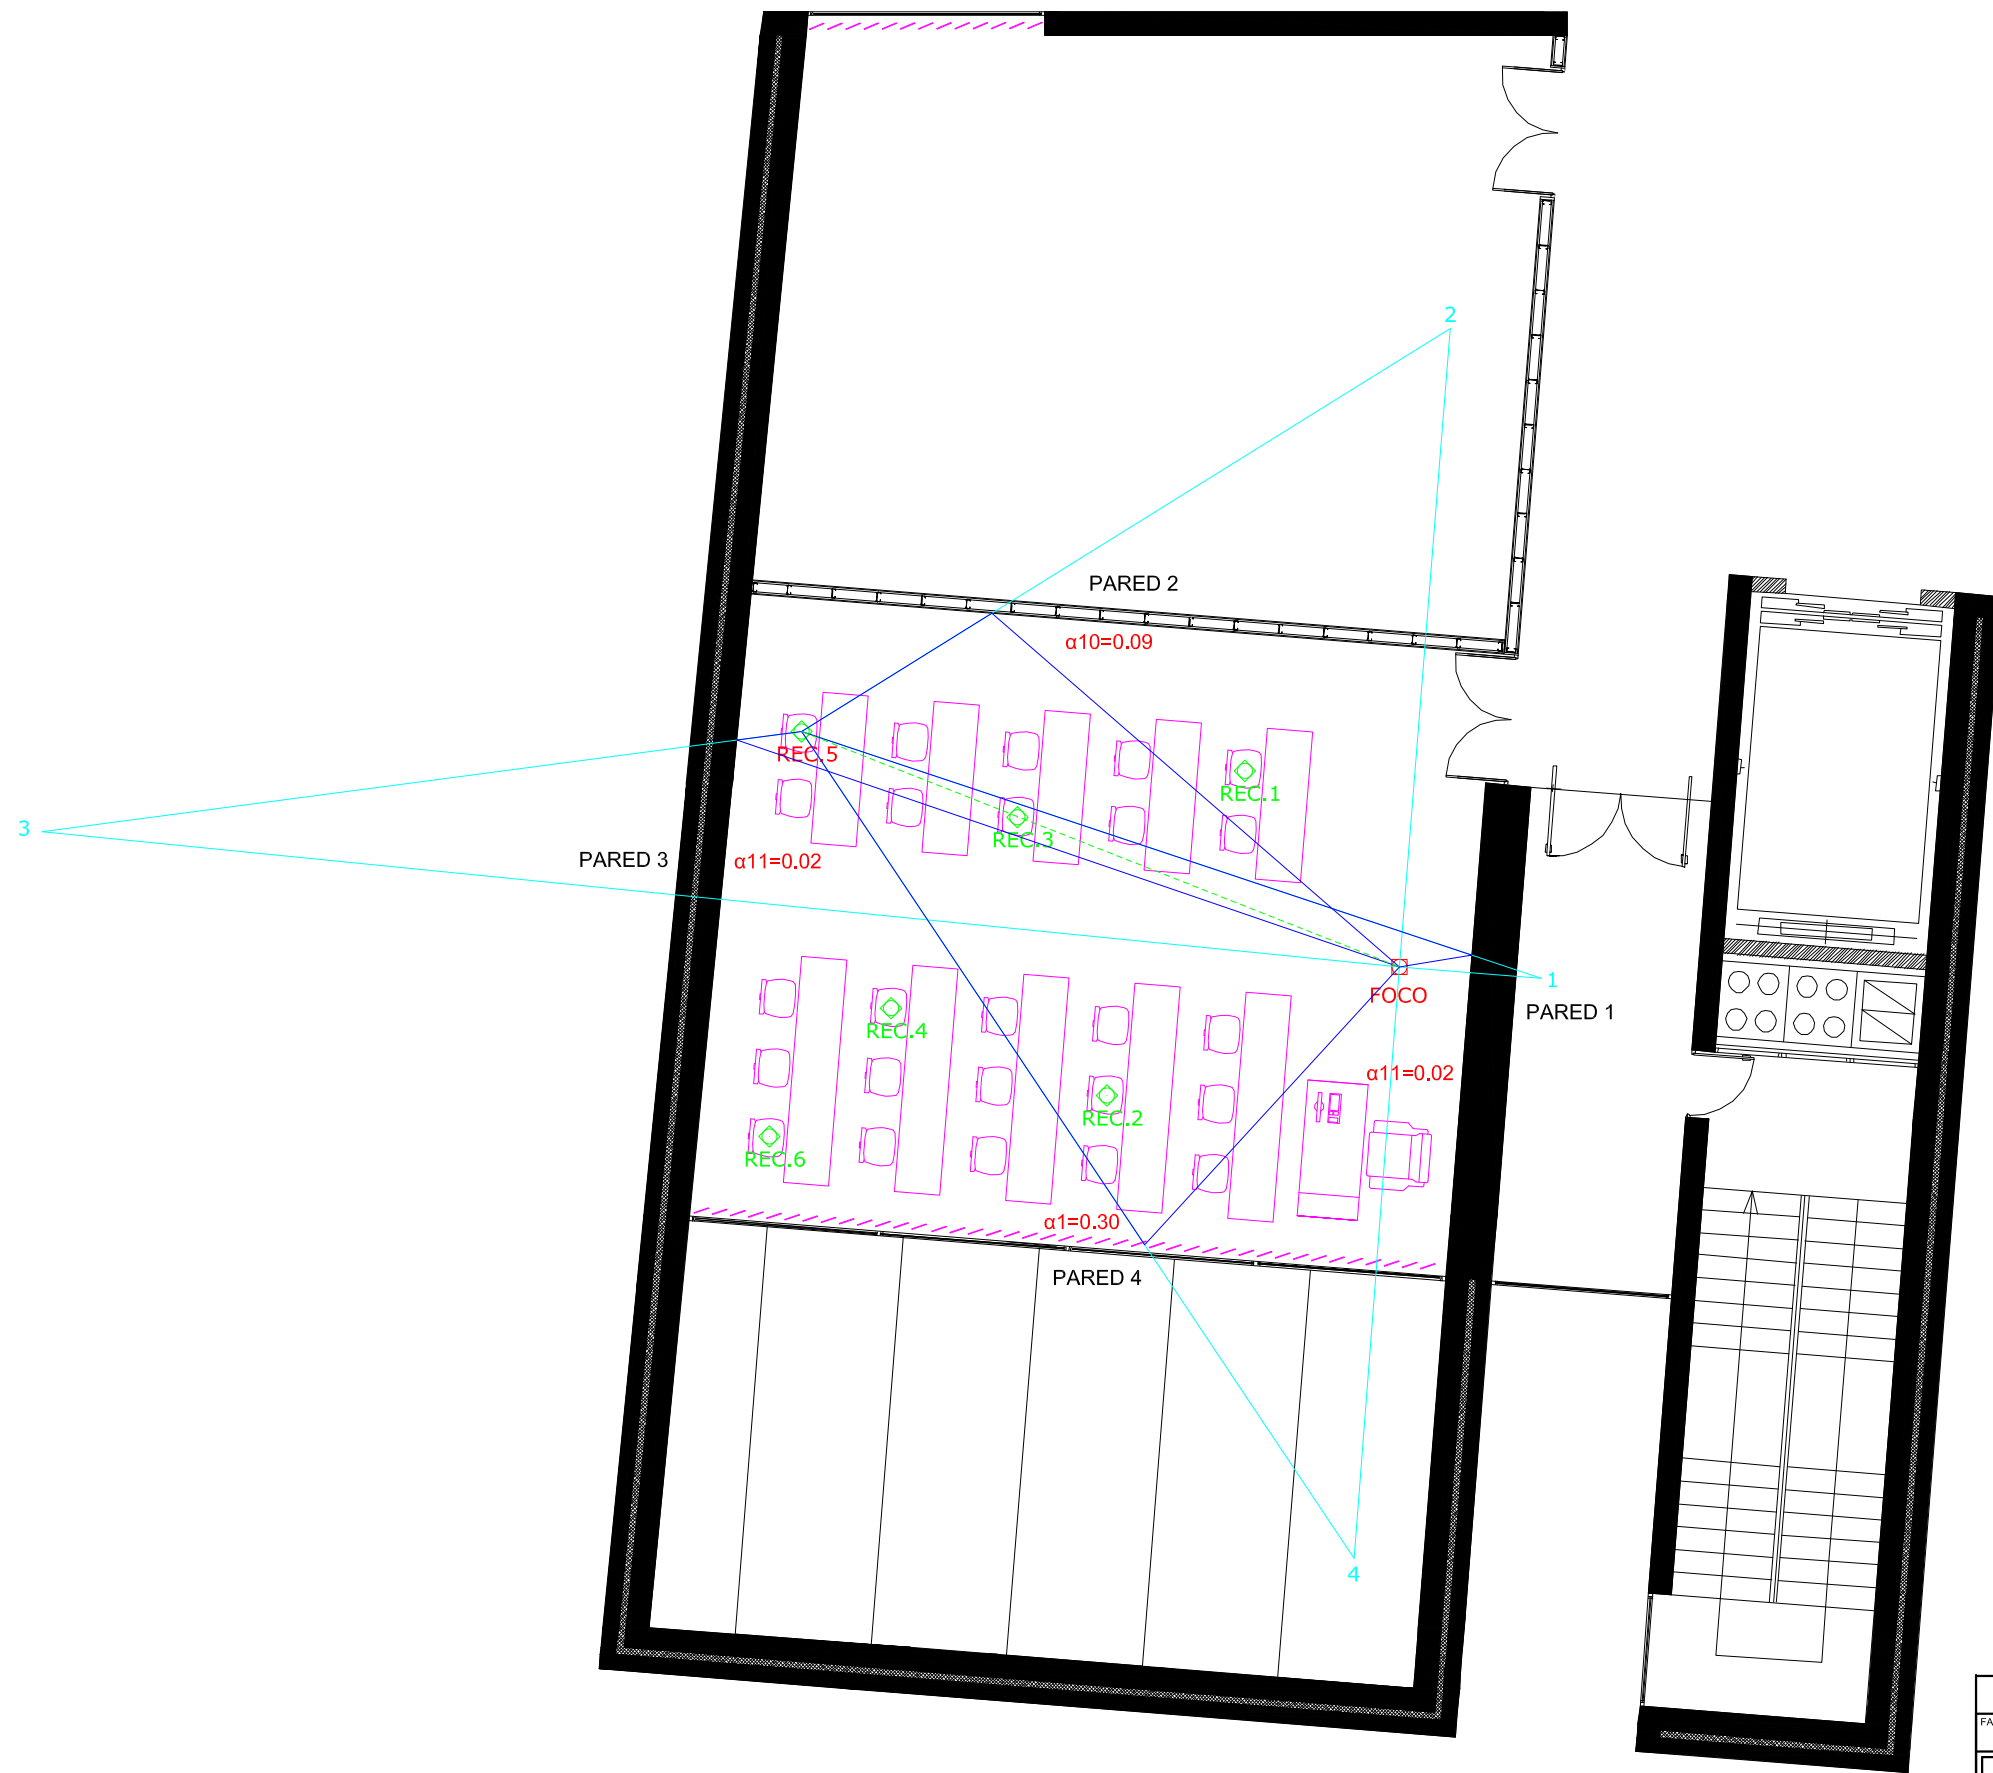 2
PARED 2
α10=0.09
REC.5
REC.1
3
REC.3
PARED 3
α11=0.02
1
FOCO
PARED 1
REC.4
α11=0.02
REC.2
REC.6
α1=0.30
PARED 4
4
FA